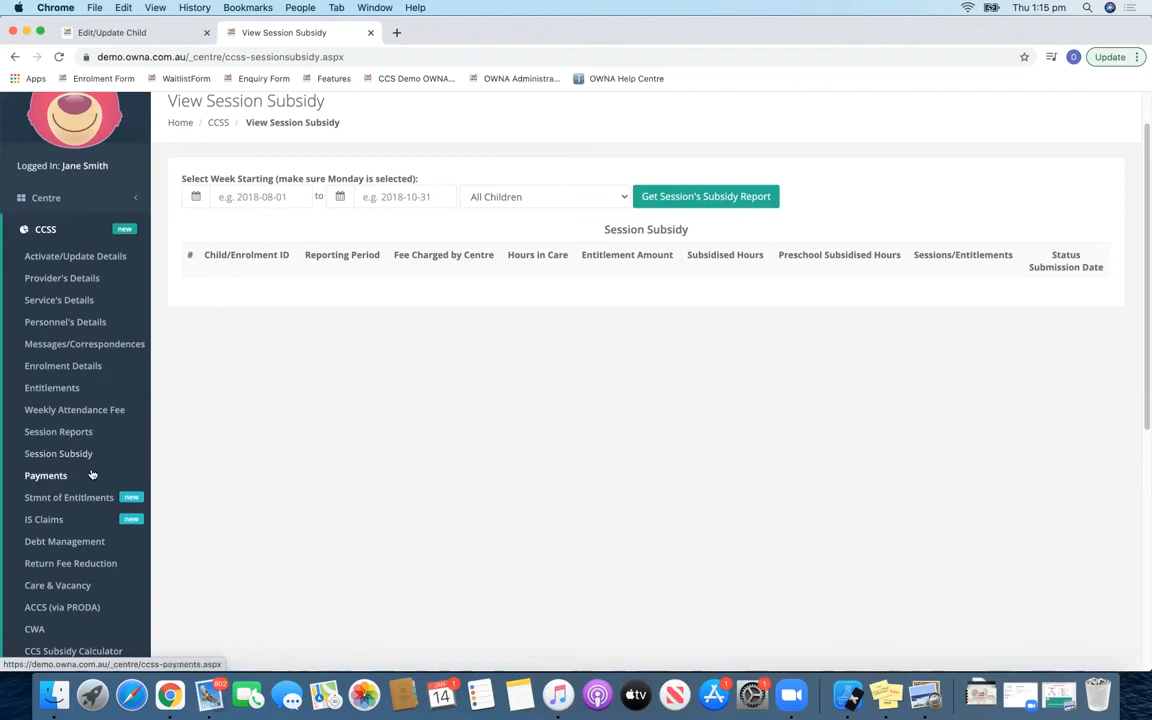 Chrome File Edit View History Bookmarks People Tab Window Help Thu 1:15 pm
Edit/Update Child View Session Subsidy
demo.owna.com.au/_centre/ccss-sessionsubsidy.aspx O Update
Apps Enrolment Form WaitlistForm Enquiry Form Features CCS Demo OWNA... OWNA Administra... OWNA Help Centre
View Session Subsidy
Home / CCSS / View Session Subsidy
Logged In: Jane Smith
Centre
CCSS new
Activate/Update Details
Provider's Details
Service's Details
Personnel's Details
Messages/Correspondences
Enrolment Details
Entitlements
Weekly Attendance Fee
Session Reports
Session Subsidy
Payments
Stmnt of Entitlments new
IS Claims new
Debt Management
Return Fee Reduction
Care & Vacancy
ACCS (via PRODA)
CWA
CCS Subsidy Calculator
Select Week Starting (make sure Monday is selected):
e.g. 2018-08-01 to e.g. 2018-10-31 All Children Get Session's Subsidy Report
Session Subsidy
# Child/Enrolment ID Reporting Period Fee Charged by Centre Hours in Care Entitlement Amount Subsidised Hours Preschool Subsidised Hours Sessions/Entitlements Status
Submission Date
https://demo.owna.com.au/_centre/ccss-payments.aspx
802 14 1 tv 1 1